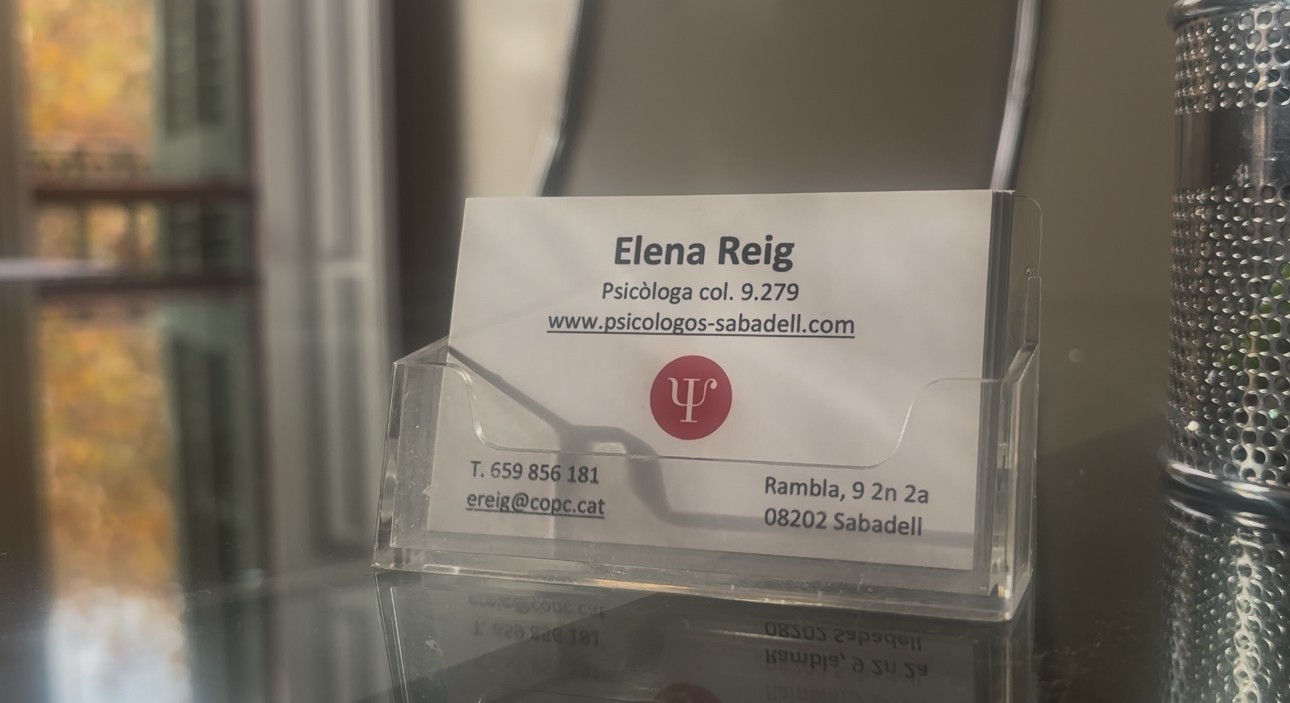 Elena Reig
Psicòloga col. 9.279
www.psicologos-sabadell.com
Ψ
T. 659 856 181
ereig@copc.cat
Rambla, 9 2n 2a
08202 Sabadell